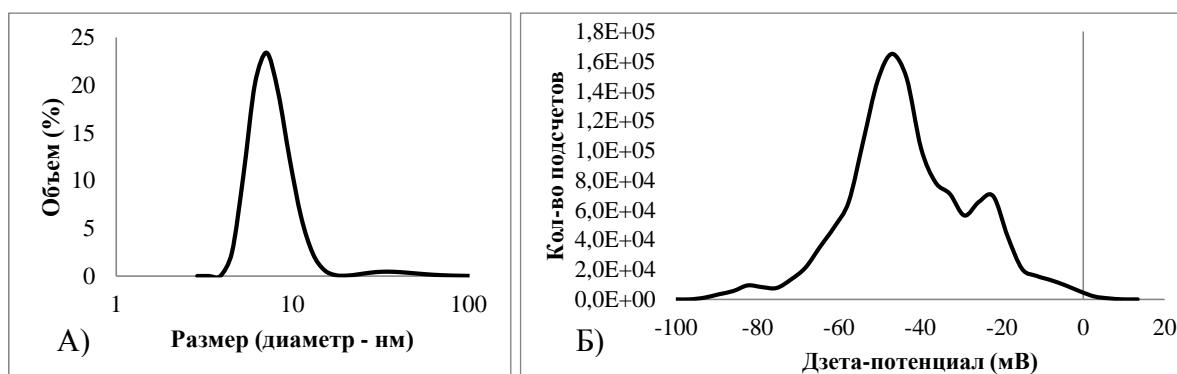 Объем (%)
25
20
15
10
5
0
1
10
100
Размер (диаметр - нм)
А)
Кол-во подсчетов
1,8E+05
1,6E+05
1,4E+05
1,2E+05
1,0E+05
8,0E+04
6,0E+04
4,0E+04
2,0E+04
0,0E+00
-100
-80
-60
-40
-20
0
20
Дзета-потенциал (мВ)
Б)